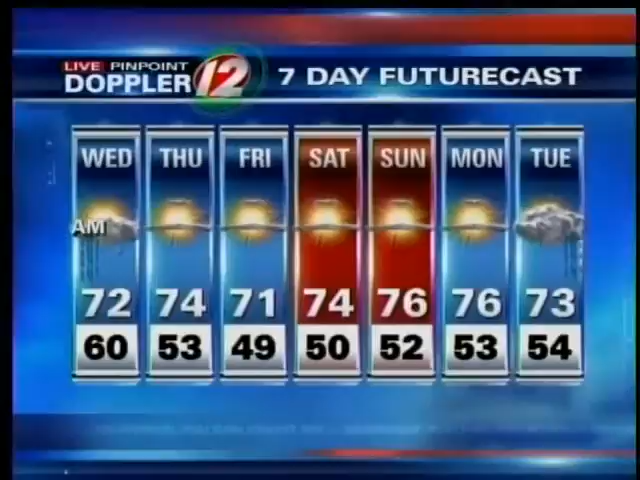 LIVE PINPOINT
DOPPLER 12
7 DAY FUTURECAST
WED THU FRI SAT SUN MON TUE
AM
72 74 71 74 76 76 73
60 53 49 50 52 53 54